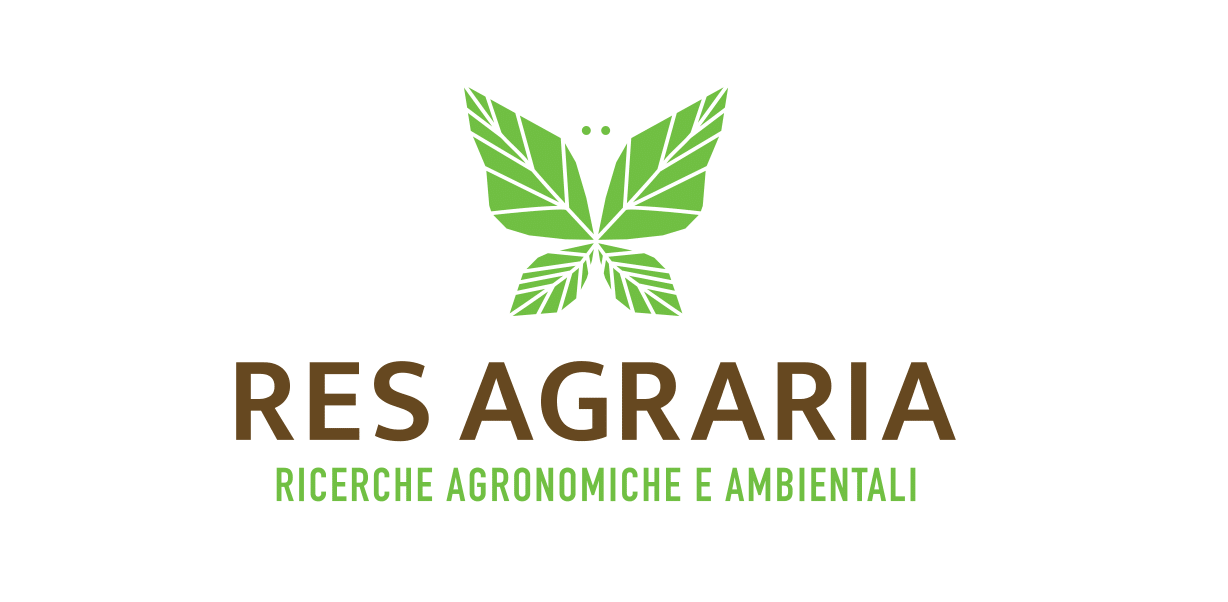 RES AGRARIA
RICERCHE AGRONOMICHE E AMBIENTALI